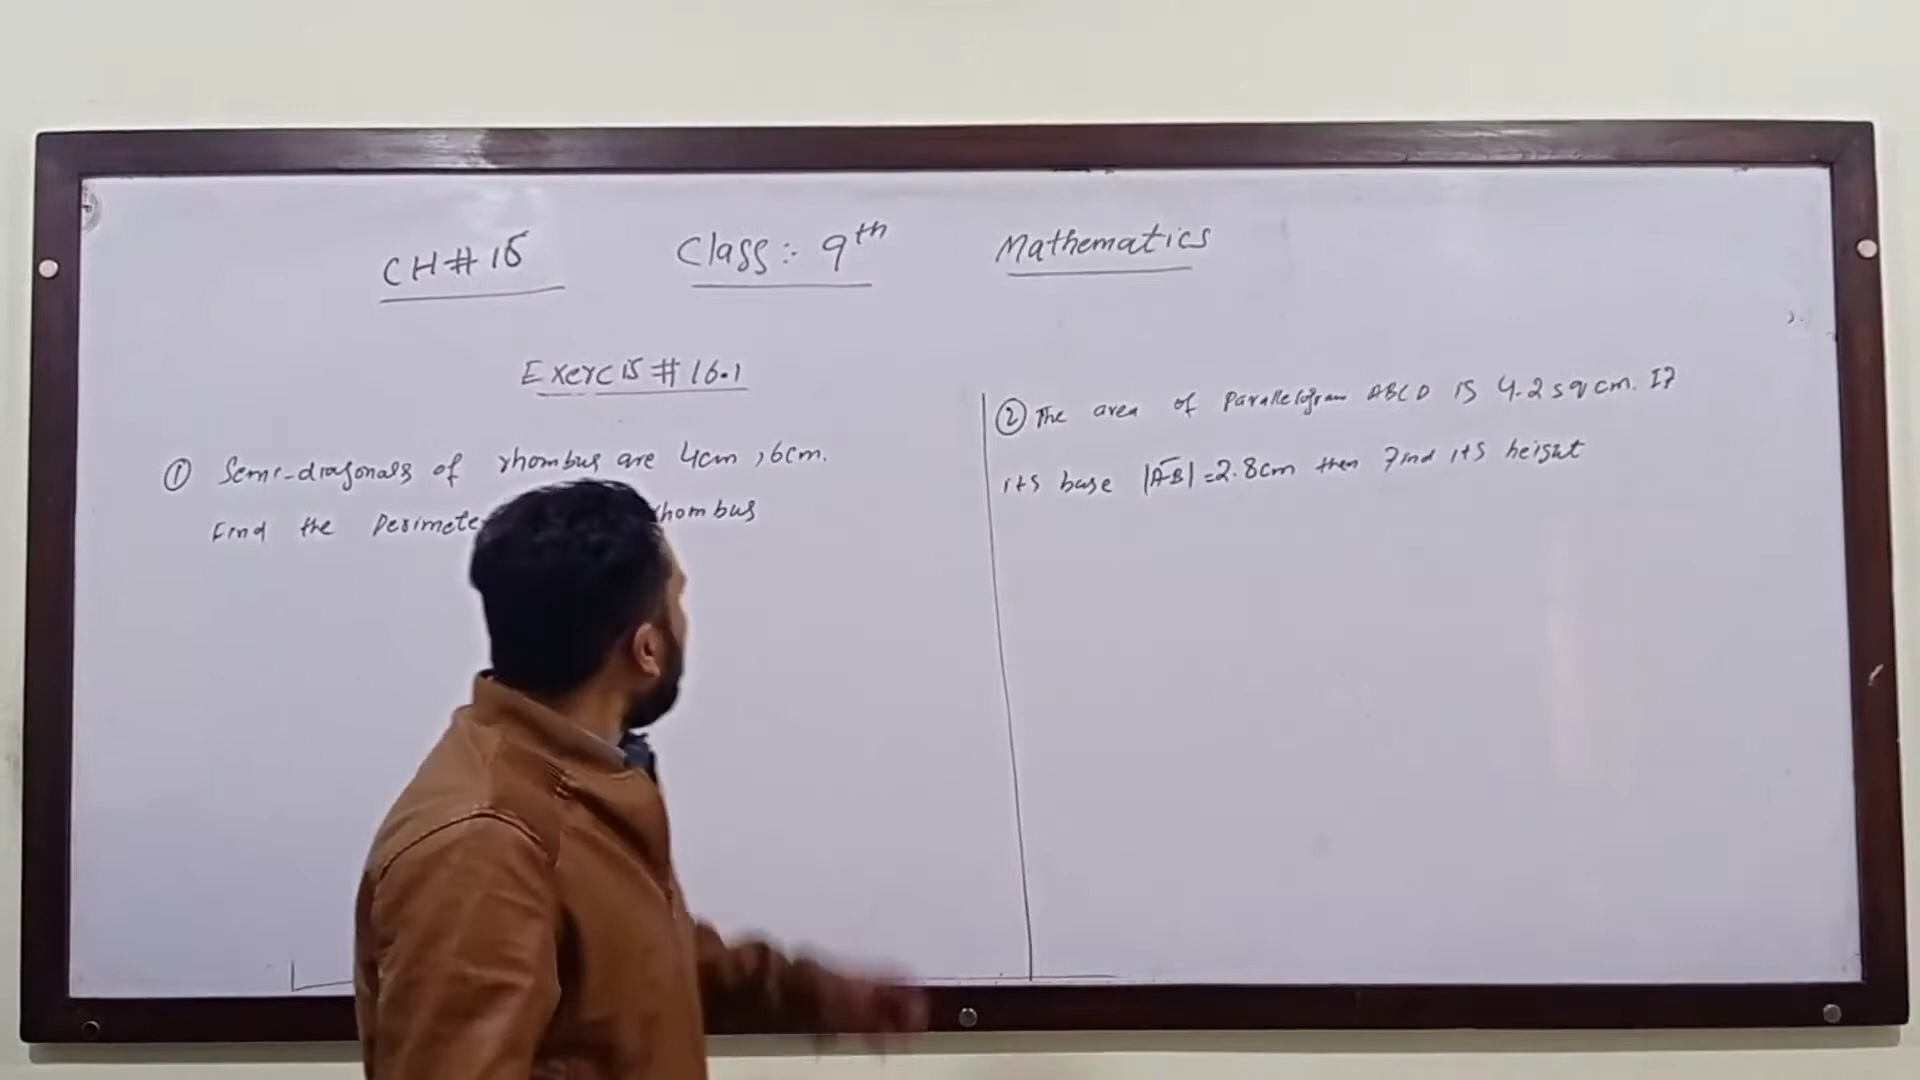 CH# 16
Class:- 9th
Mathematics
Exercis # 16.1
① Semi-diagonals of rhombus are 4cm, 6cm.
Find the Perimeter rhombus
② The area of Parallelogram ABCD is 4.2 sq cm. If
its base |AB| = 2.8cm then Find its height